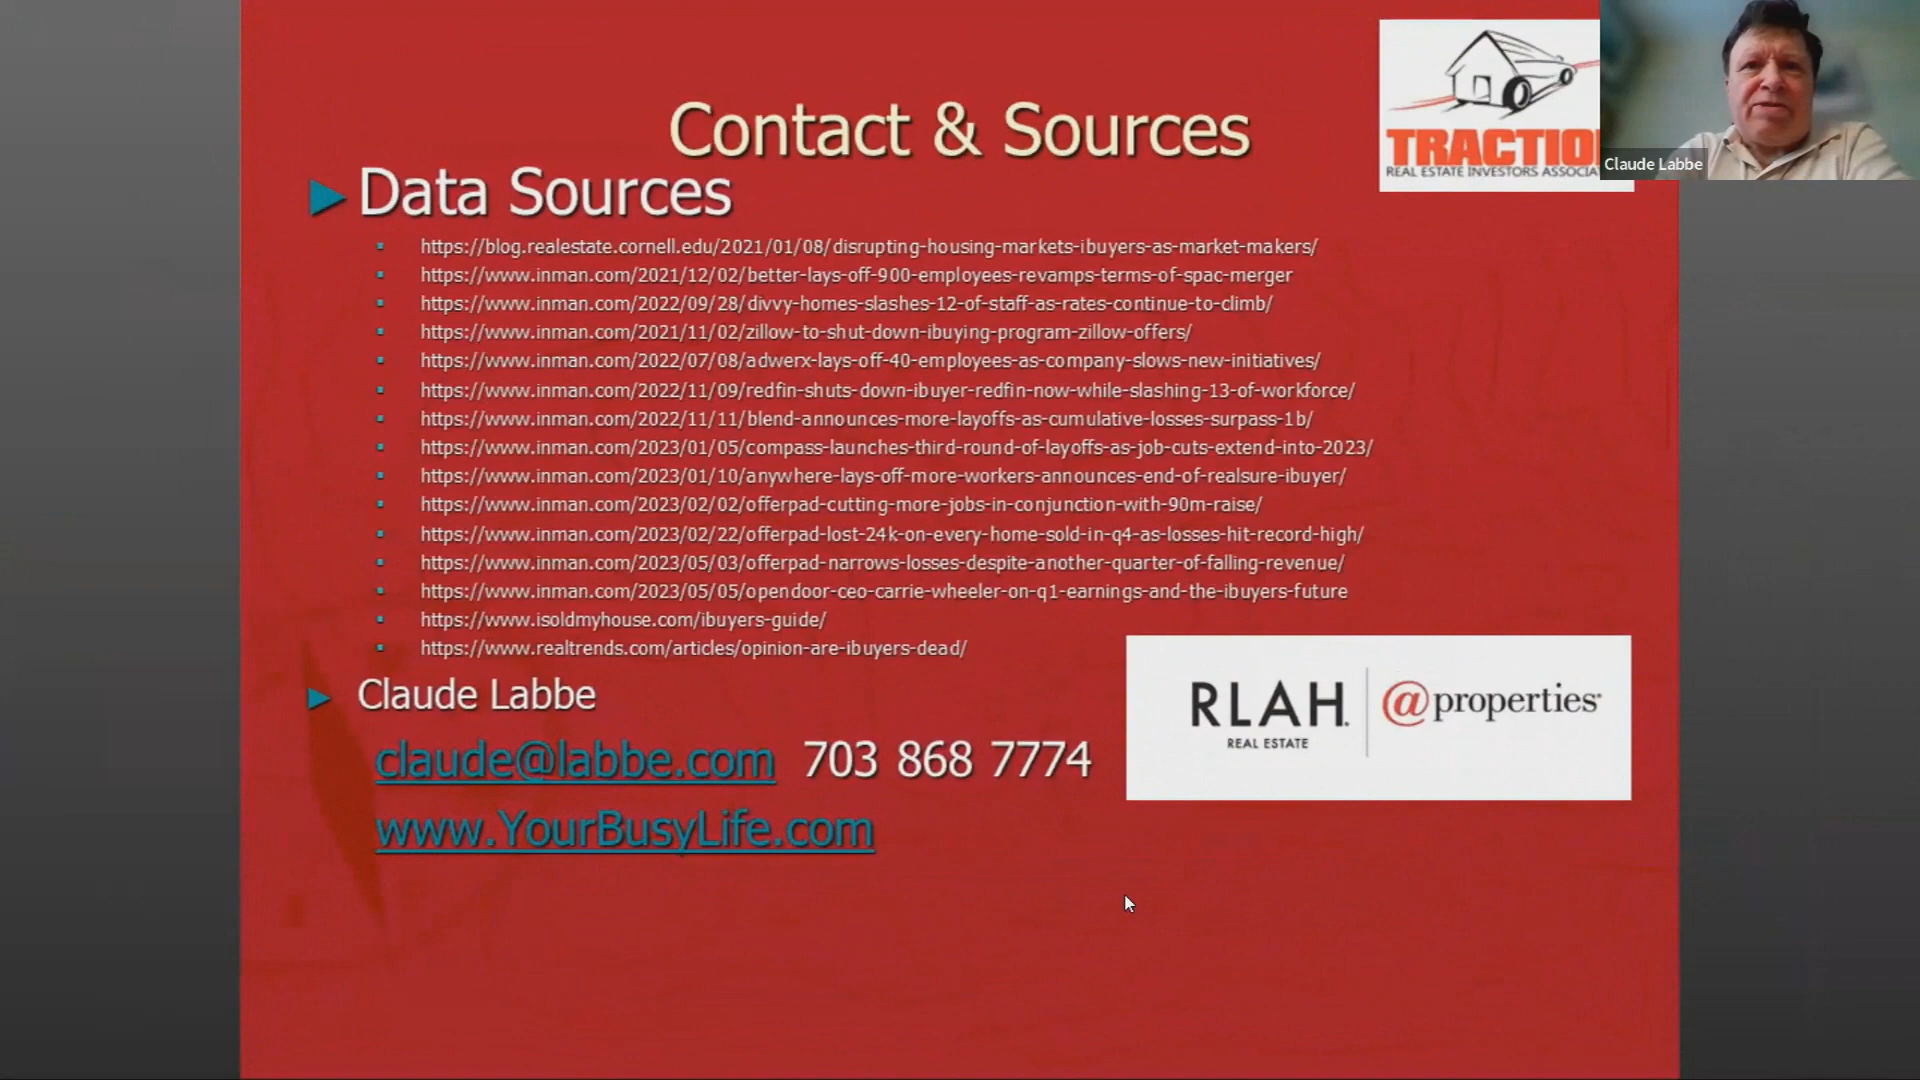 Contact & Sources
TRACTIO
REAL ESTATE INVESTORS ASSOCIA
Claude Labbe
Data Sources
https://blog.realestate.cornell.edu/2021/01/08/disrupting-housing-markets-ibuyers-as-market-makers/
https://www.inman.com/2021/12/02/better-lays-off-900-employees-revamps-terms-of-spac-merger
https://www.inman.com/2022/09/28/divvy-homes-slashes-12-of-staff-as-rates-continue-to-climb/
https://www.inman.com/2021/11/02/zillow-to-shut-down-ibuying-program-zillow-offers/
https://www.inman.com/2022/07/08/adwerx-lays-off-40-employees-as-company-slows-new-initiatives/
https://www.inman.com/2022/11/09/redfin-shuts-down-ibuyer-redfin-now-while-slashing-13-of-workforce/
https://www.inman.com/2022/11/11/blend-announces-more-layoffs-as-cumulative-losses-surpass-1b/
https://www.inman.com/2023/01/05/compass-launches-third-round-of-layoffs-as-job-cuts-extend-into-2023/
https://www.inman.com/2023/01/10/anywhere-lays-off-more-workers-announces-end-of-realsure-ibuyer/
https://www.inman.com/2023/02/02/offerpad-cutting-more-jobs-in-conjunction-with-90m-raise/
https://www.inman.com/2023/02/22/offerpad-lost-24k-on-every-home-sold-in-q4-as-losses-hit-record-high/
https://www.inman.com/2023/05/03/offerpad-narrows-losses-despite-another-quarter-of-falling-revenue/
https://www.inman.com/2023/05/05/opendoor-ceo-carrie-wheeler-on-q1-earnings-and-the-ibuyers-future
https://www.isoldmyhouse.com/ibuyers-guide/
https://www.realtrends.com/articles/opinion-are-ibuyers-dead/
Claude Labbe
claude@labbe.com 703 868 7774
www.YourBusyLife.com
RLAH. @properties®
REAL ESTATE